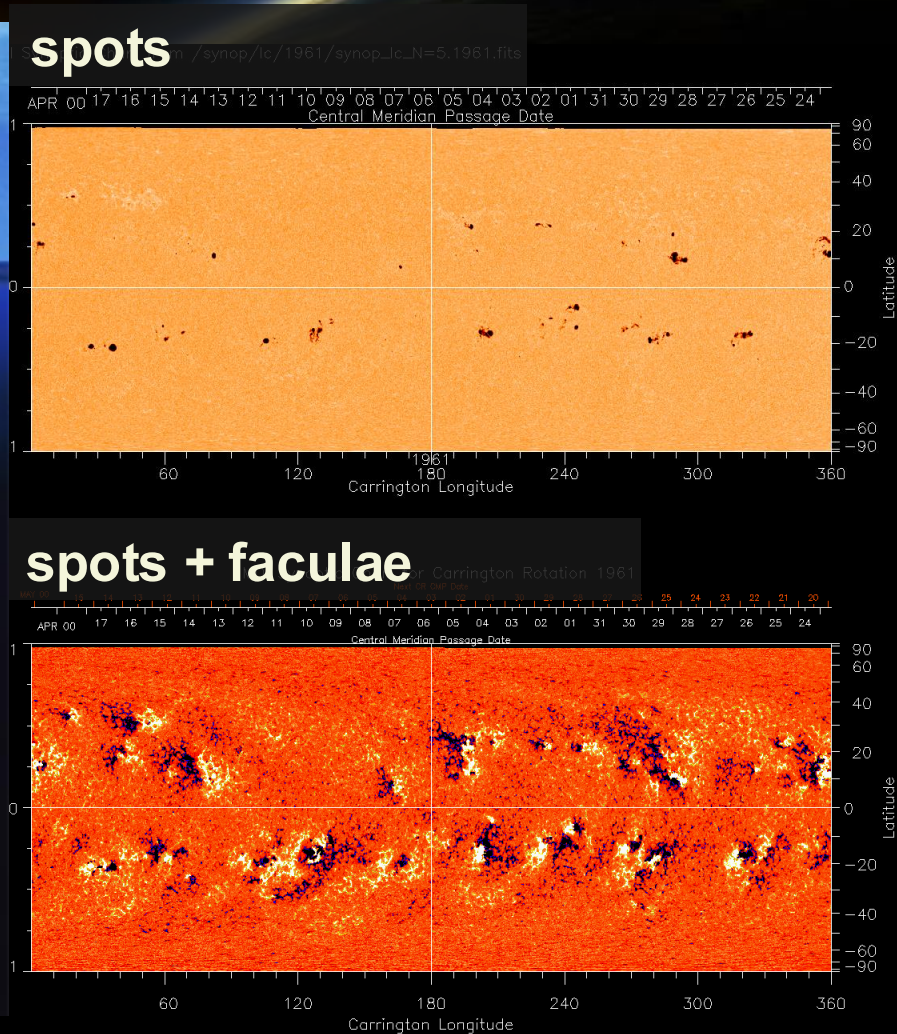 spots
/synop/lc/1961/synop_lc_N=5.1961.fits
APR 00 17 16 15 14 13 12 11 10 09 08 07 06 05 04 03 02 01 31 30 29 28 27 26 25 24
Central Meridian Passage Date
1 90
60
40
20
0 0
Latitude
-20
-40
-60
1 -90
1961
60 120 180 240 300 360
Carrington Longitude
spots + faculae
or Carrington Rotation 1961
25 24 23 22 21 20
APR 00 17 16 15 14 13 12 11 10 09 08 07 06 05 04 03 02 01 31 30 29 28 27 26 25 24
Central Meridian Passage Date
1 90
60
40
20
0 0
Latitude
-20
-40
-60
1 -90
60 120 180 240 300 360
Carrington Longitude